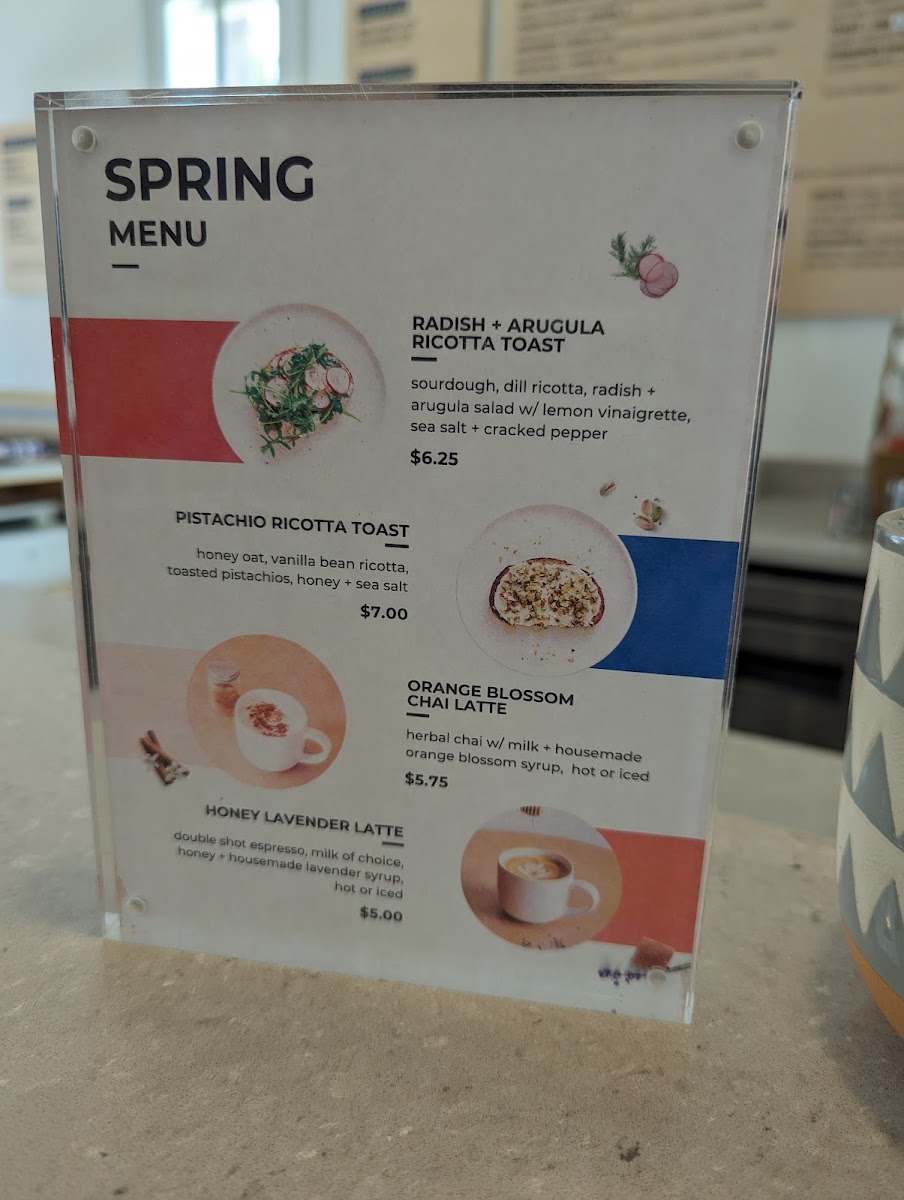 SPRING
MENU
RADISH + ARUGULA
RICOTTA TOAST
sourdough, dill ricotta, radish +
arugula salad w/ lemon vinaigrette,
sea salt + cracked pepper
$6.25
PISTACHIO RICOTTA TOAST
honey oat, vanilla bean ricotta,
toasted pistachios, honey + sea salt
$7.00
ORANGE BLOSSOM
CHAI LATTE
herbal chai w/ milk + housemade
orange blossom syrup, hot or iced
$5.75
HONEY LAVENDER LATTE
double shot espresso, milk of choice,
honey + housemade lavender syrup,
hot or iced
$5.00